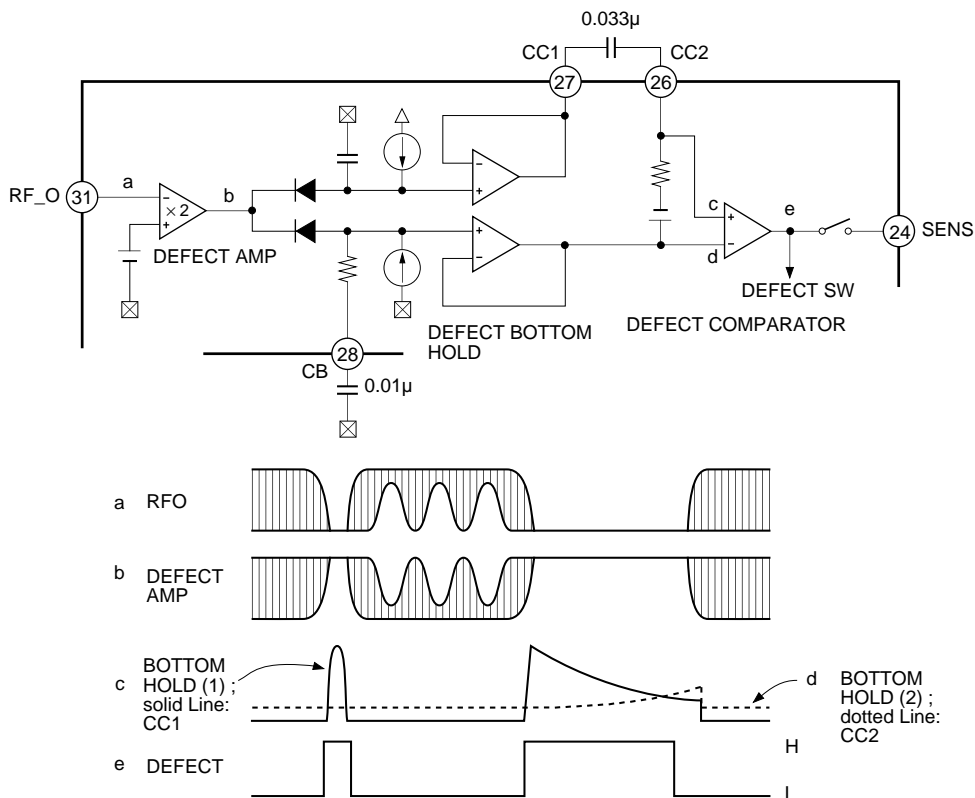 0.033µ
CC1
CC2
27
26
RF_O
31
a
−
× 2
+
b
DEFECT AMP
−
+
+
−
c
d
+
−
e
24
SENS
DEFECT SW
DEFECT BOTTOM
HOLD
DEFECT COMPARATOR
28
CB
0.01µ
a RFO
b DEFECT
AMP
c BOTTOM
HOLD (1) ;
solid Line:
CC1
d BOTTOM
HOLD (2) ;
dotted Line:
CC2
e DEFECT
H
L